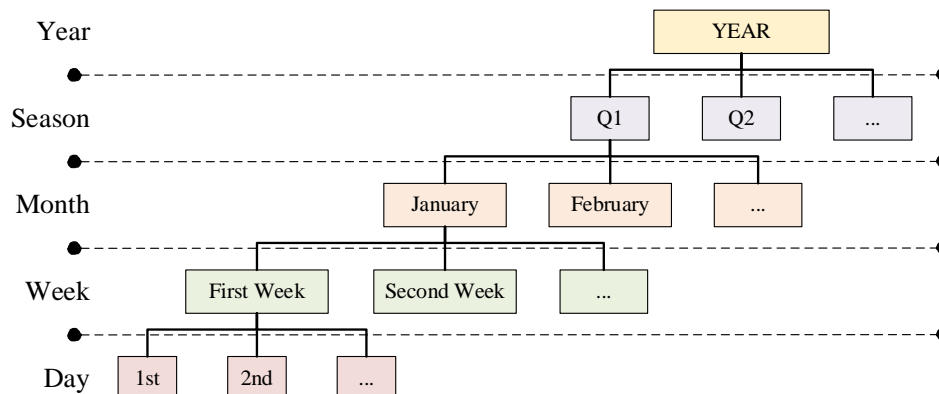 Year
YEAR
Season
Q1
Q2
...
Month
January
February
...
Week
First Week
Second Week
...
Day
1st
2nd
...